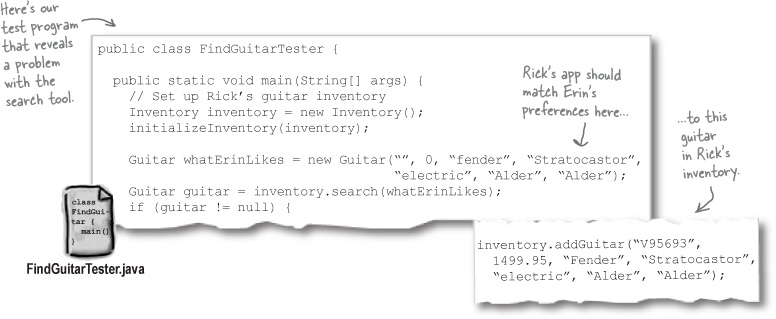 Here's our
test program
that reveals
a problem
with the
search tool.
public class FindGuitarTester {
public static void main(String[] args) {
// Set up Rick's guitar inventory
Inventory inventory = new Inventory();
initializeInventory(inventory);
Guitar whatErinLikes = new Guitar(“”, 0, “fender”, “Stratocastor”,
“electric”, “Alder”, “Alder”);
Guitar guitar = inventory.search(whatErinLikes);
if (guitar != null) {
Rick's app should
match Erin's
preferences here...
...to this
guitar
in Rick's
inventory.
inventory.addGuitar(“V95693”,
1499.95, “Fender”, “Stratocastor”,
“electric”, “Alder”, “Alder”);
class
FindGui-
tar {
main()
}
FindGuitarTester.java